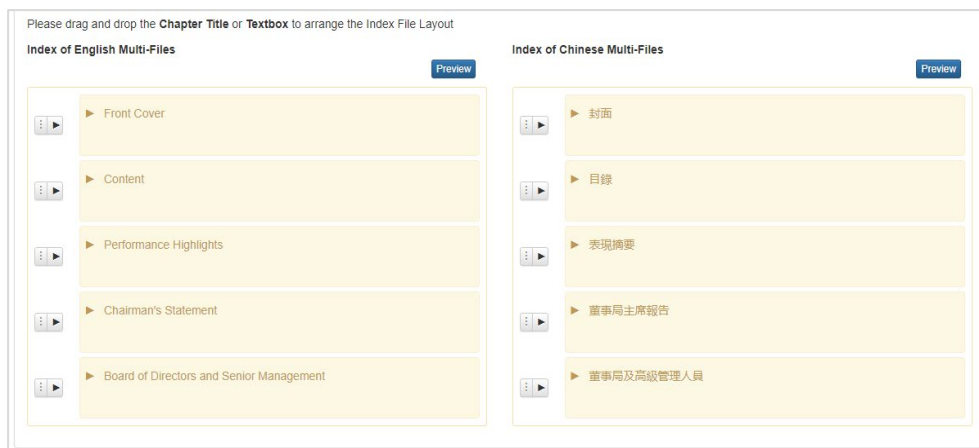 Please drag and drop the Chapter Title or Textbox to arrange the Index File Layout
Index of English Multi-Files
Preview
Front Cover
Content
Performance Highlights
Chairman's Statement
Board of Directors and Senior Management
Index of Chinese Multi-Files
Preview
封面
目錄
表現摘要
董事局主席報告
董事局及高級管理人員